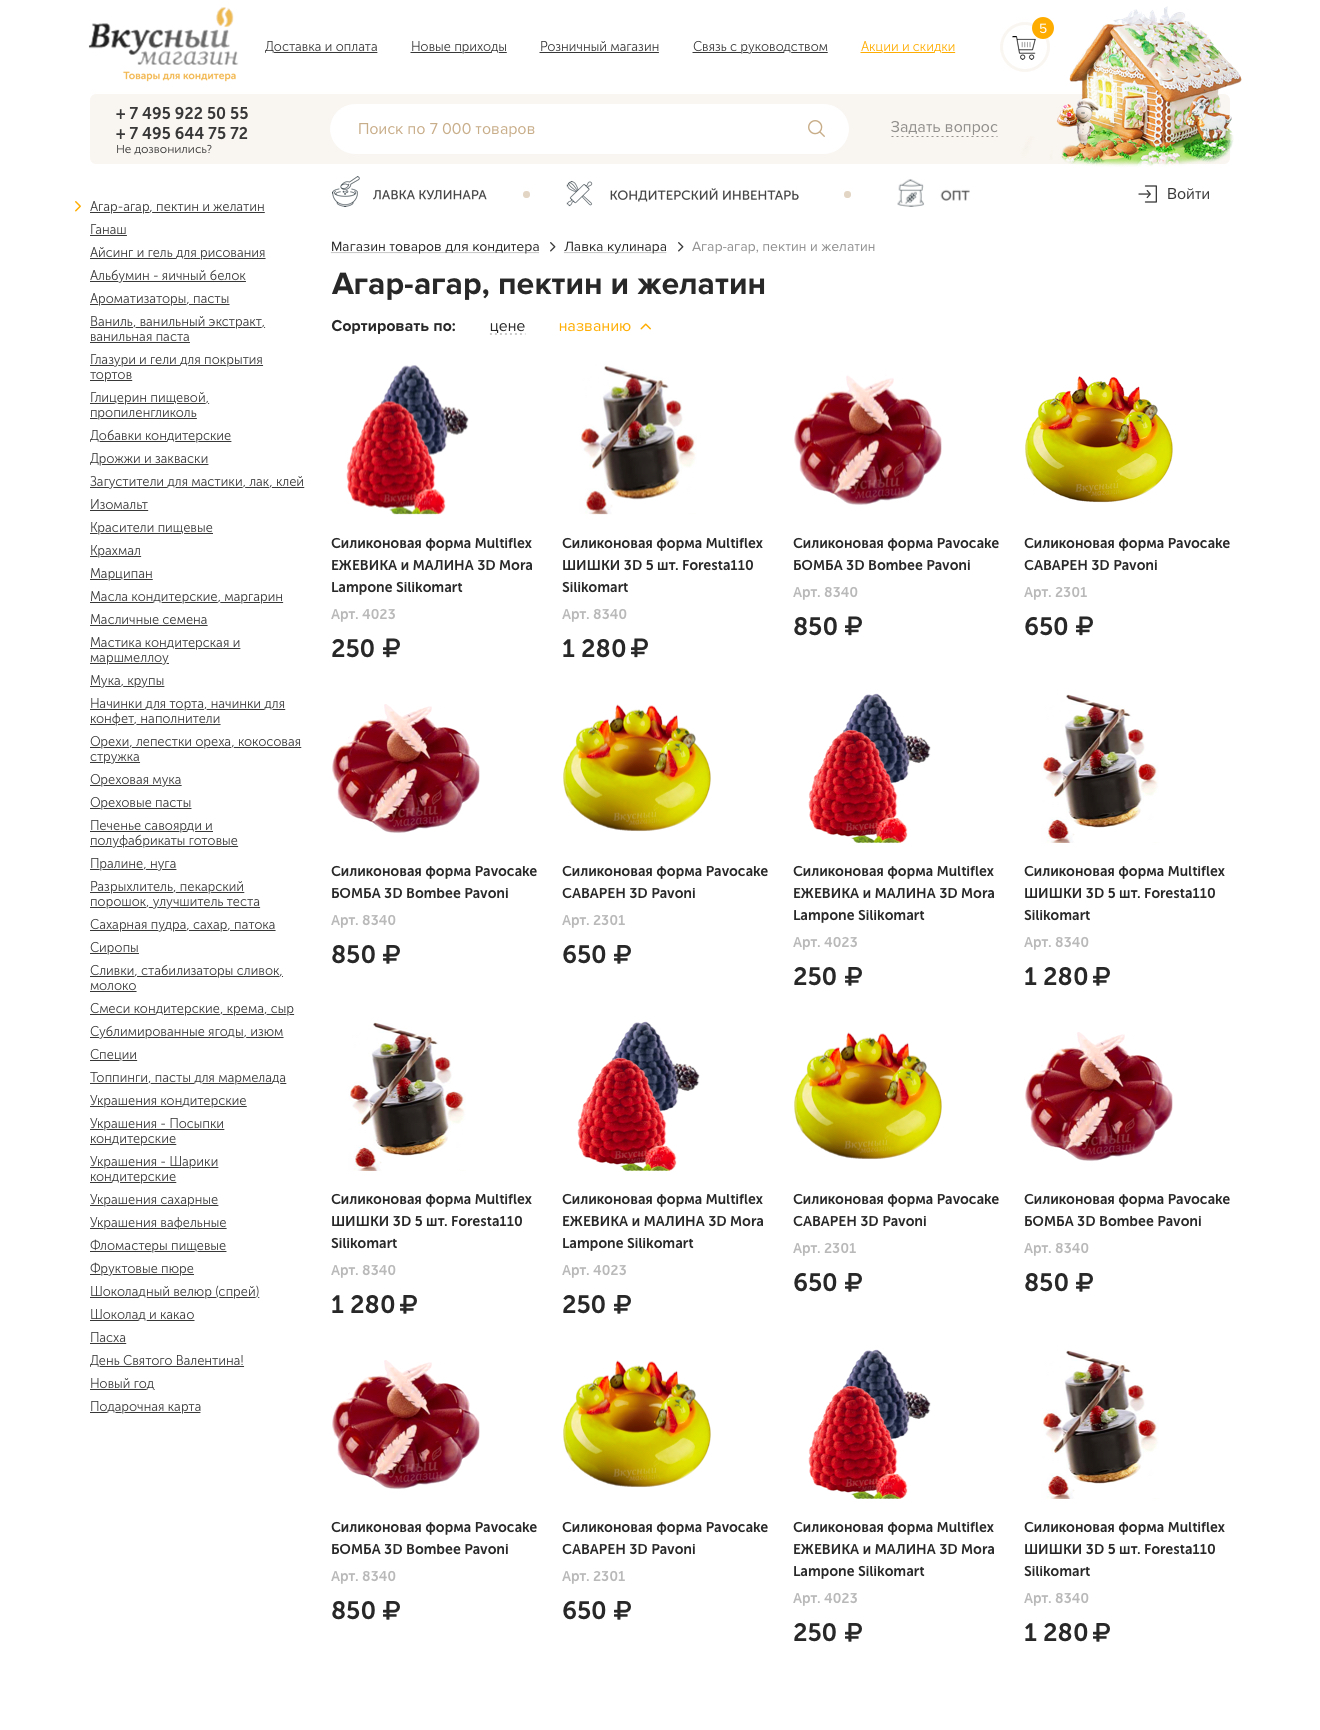 Вкусный
магазин
Товары для кондитера
Доставка и оплата
Новые приходы
Розничный магазин
Связь с руководством
Акции и скидки
5
+ 7 495 922 50 55
+ 7 495 644 75 72
Не дозвонились?
Поиск по 7 000 товаров
Задать вопрос
ЛАВКА КУЛИНАРА
КОНДИТЕРСКИЙ ИНВЕНТАРЬ
ОПТ
Войти
Агар-агар, пектин и желатин
Ганаш
Айсинг и гель для рисования
Альбумин - яичный белок
Ароматизаторы, пасты
Ваниль, ванильный экстракт,
ванильная паста
Глазури и гели для покрытия
тортов
Глицерин пищевой,
пропиленгликоль
Добавки кондитерские
Дрожжи и закваски
Загустители для мастики, лак, клей
Изомальт
Красители пищевые
Крахмал
Марципан
Масла кондитерские, маргарин
Масличные семена
Мастика кондитерская и
маршмеллоу
Мука, крупы
Начинки для торта, начинки для
конфет, наполнители
Орехи, лепестки ореха, кокосовая
стружка
Ореховая мука
Ореховые пасты
Печенье савоярди и
полуфабрикаты готовые
Пралине, нуга
Разрыхлитель, пекарский
порошок, улучшитель теста
Сахарная пудра, сахар, патока
Сиропы
Сливки, стабилизаторы сливок,
молоко
Смеси кондитерские, крема, сыр
Сублимированные ягоды, изюм
Специи
Топпинги, пасты для мармелада
Украшения кондитерские
Украшения - Посыпки
кондитерские
Украшения - Шарики
кондитерские
Украшения сахарные
Украшения вафельные
Фломастеры пищевые
Фруктовые пюре
Шоколадный велюр (спрей)
Шоколад и какао
Пасха
День Святого Валентина!
Новый год
Подарочная карта
Магазин товаров для кондитера > Лавка кулинара > Агар-агар, пектин и желатин
Агар-агар, пектин и желатин
Сортировать по: цене названию
Силиконовая форма Multiflex
ЕЖЕВИКА и МАЛИНА 3D Mora
Lampone Silikomart
Арт. 4023
250 ₽
Силиконовая форма Multiflex
ШИШКИ 3D 5 шт. Foresta110
Silikomart
Арт. 8340
1 280 ₽
Силиконовая форма Pavocake
БОМБА 3D Bombee Pavoni
Арт. 8340
850 ₽
Силиконовая форма Pavocake
САВАРЕН 3D Pavoni
Арт. 2301
650 ₽
Силиконовая форма Pavocake
БОМБА 3D Bombee Pavoni
Арт. 8340
850 ₽
Силиконовая форма Pavocake
САВАРЕН 3D Pavoni
Арт. 2301
650 ₽
Силиконовая форма Multiflex
ЕЖЕВИКА и МАЛИНА 3D Mora
Lampone Silikomart
Арт. 4023
250 ₽
Силиконовая форма Multiflex
ШИШКИ 3D 5 шт. Foresta110
Silikomart
Арт. 8340
1 280 ₽
Силиконовая форма Multiflex
ШИШКИ 3D 5 шт. Foresta110
Silikomart
Арт. 8340
1 280 ₽
Силиконовая форма Multiflex
ЕЖЕВИКА и МАЛИНА 3D Mora
Lampone Silikomart
Арт. 4023
250 ₽
Силиконовая форма Pavocake
САВАРЕН 3D Pavoni
Арт. 2301
650 ₽
Силиконовая форма Pavocake
БОМБА 3D Bombee Pavoni
Арт. 8340
850 ₽
Силиконовая форма Pavocake
БОМБА 3D Bombee Pavoni
Арт. 8340
850 ₽
Силиконовая форма Pavocake
САВАРЕН 3D Pavoni
Арт. 2301
650 ₽
Силиконовая форма Multiflex
ЕЖЕВИКА и МАЛИНА 3D Mora
Lampone Silikomart
Арт. 4023
250 ₽
Силиконовая форма Multiflex
ШИШКИ 3D 5 шт. Foresta110
Silikomart
Арт. 8340
1 280 ₽